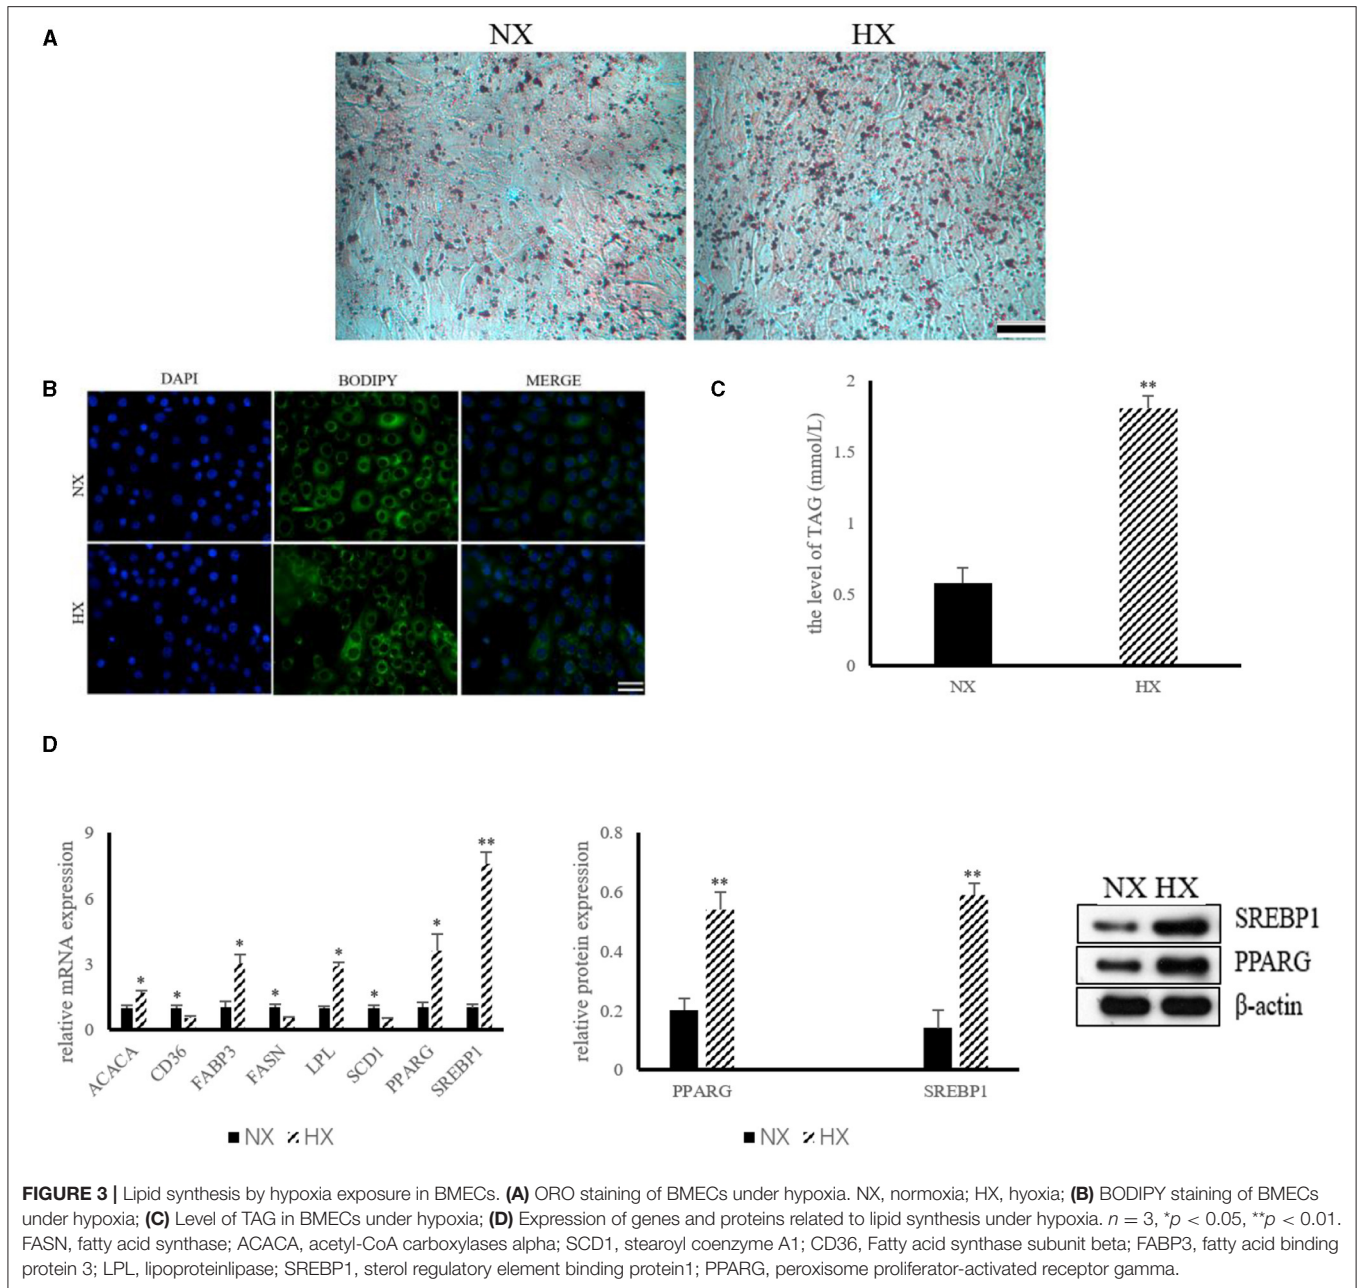 A
NX
HX
B
DAPI
BODIPY
MERGE
NX
HX
C
the level of TAG (mmol/L)
2
1.5
1
0.5
0
**
NX
HX
D
relative mRNA expression
9
6
3
0
*
*
*
*
*
*
*
**
ACACA
CD36
FABP3
FASN
LPL
SCD1
PPARG
SREBP1
NX HX
relative protein expression
0.8
0.6
0.4
0.2
0
**
**
PPARG
SREBP1
NX HX
NX HX
SREBP1
PPARG
β-actin
FIGURE 3 | Lipid synthesis by hypoxia exposure in BMECs. (A) ORO staining of BMECs under hypoxia. NX, normoxia; HX, hyoxia; (B) BODIPY staining of BMECs
under hypoxia; (C) Level of TAG in BMECs under hypoxia; (D) Expression of genes and proteins related to lipid synthesis under hypoxia. n = 3, *p < 0.05, **p < 0.01.
FASN, fatty acid synthase; ACACA, acetyl-CoA carboxylases alpha; SCD1, stearoyl coenzyme A1; CD36, Fatty acid synthase subunit beta; FABP3, fatty acid binding
protein 3; LPL, lipoproteinlipase; SREBP1, sterol regulatory element binding protein1; PPARG, peroxisome proliferator-activated receptor gamma.